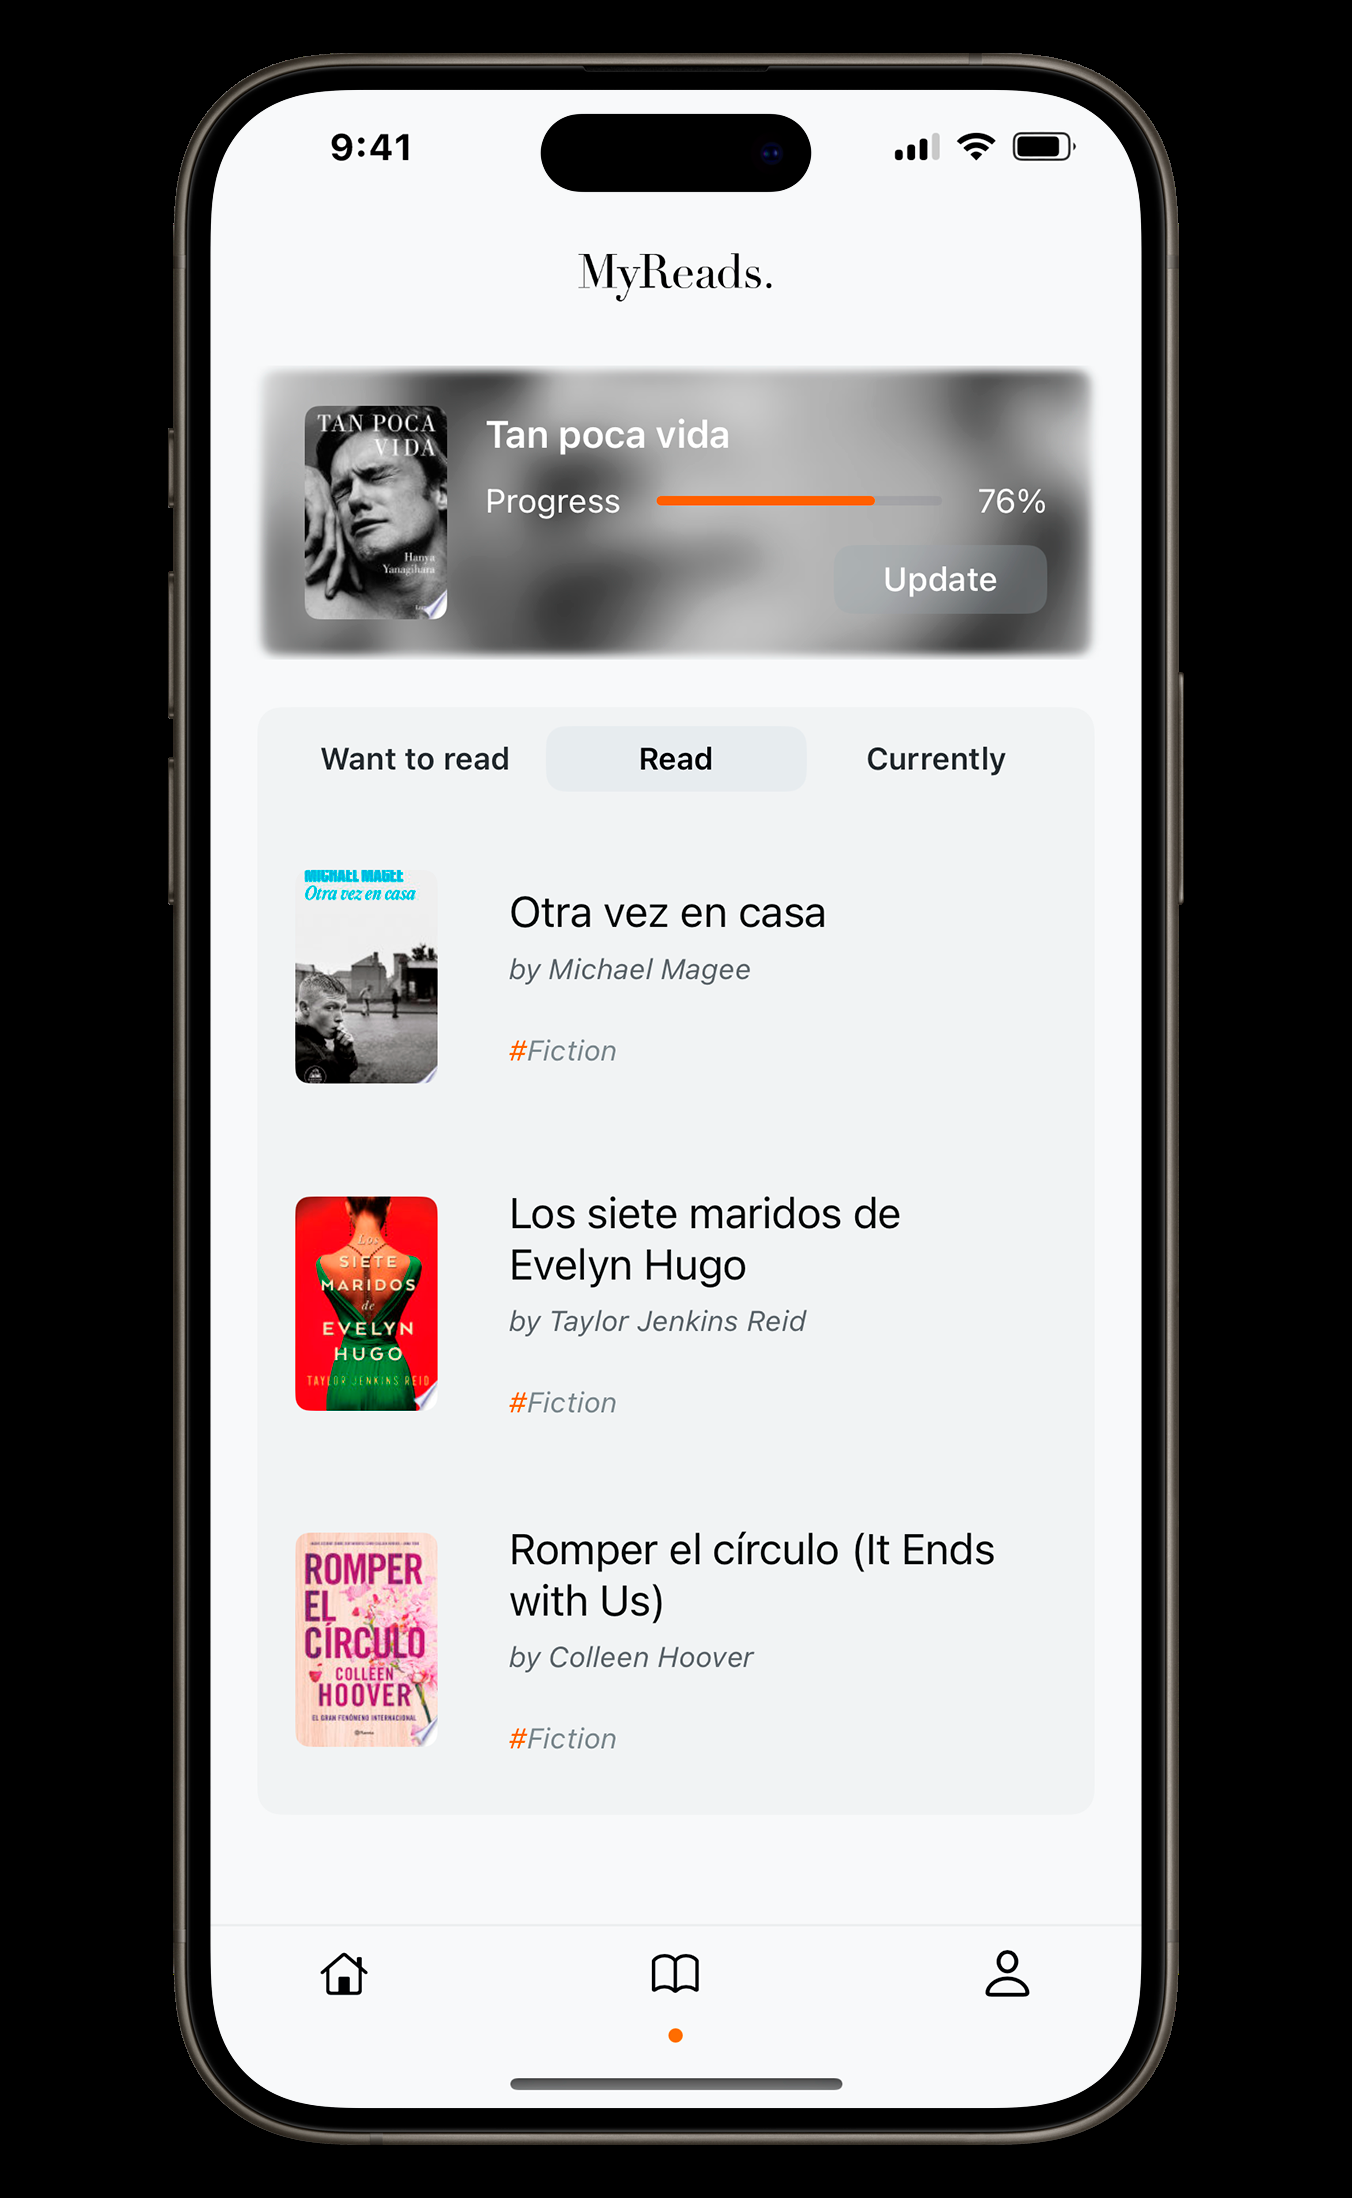 9:41
MyReads.
TAN POCA
VIDA
Hanya
Yanagihara
Tan poca vida
Progress
76%
Update
Want to read
Read
Currently
MICHAEL MAGEE
Otra vez en casa
Otra vez en casa
by Michael Magee
#Fiction
Los
SIETE
MARIDOS
de
EVELYN
HUGO
TAYLOR JENKINS REID
Los siete maridos de
Evelyn Hugo
by Taylor Jenkins Reid
#Fiction
ROMPER
EL
CÍRCULO
COLLEEN
HOOVER
EL GRAN FENÓMENO INTERNACIONAL
Planeta
Romper el círculo (It Ends
with Us)
by Colleen Hoover
#Fiction